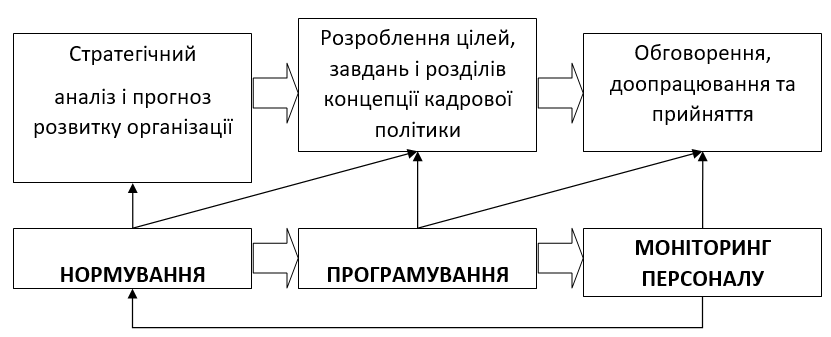 Стратегічний
аналіз і прогноз
розвитку організації
Розроблення цілей,
завдань і розділів
концепції кадрової
політики
Обговорення,
доопрацювання та
прийняття
НОРМУВАННЯ
ПРОГРАМУВАННЯ
МОНІТОРИНГ
ПЕРСОНАЛУ